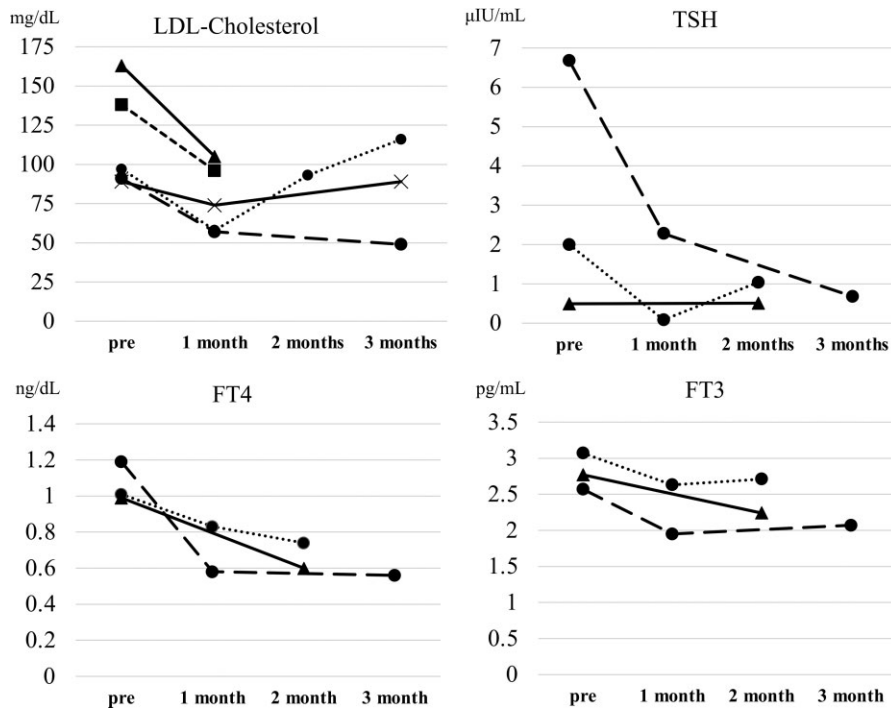 mg/dL
LDL-Cholesterol
175
150
125
100
75
50
25
0
pre 1 month 2 months 3 months
μIU/mL
TSH
7
6
5
4
3
2
1
0
pre 1 month 2 months 3 months
ng/dL
FT4
1.4
1.2
1
0.8
0.6
0.4
0.2
0
pre 1 month 2 month 3 month
pg/mL
FT3
3.5
3
2.5
2
1.5
1
0.5
0
pre 1 month 2 month 3 month